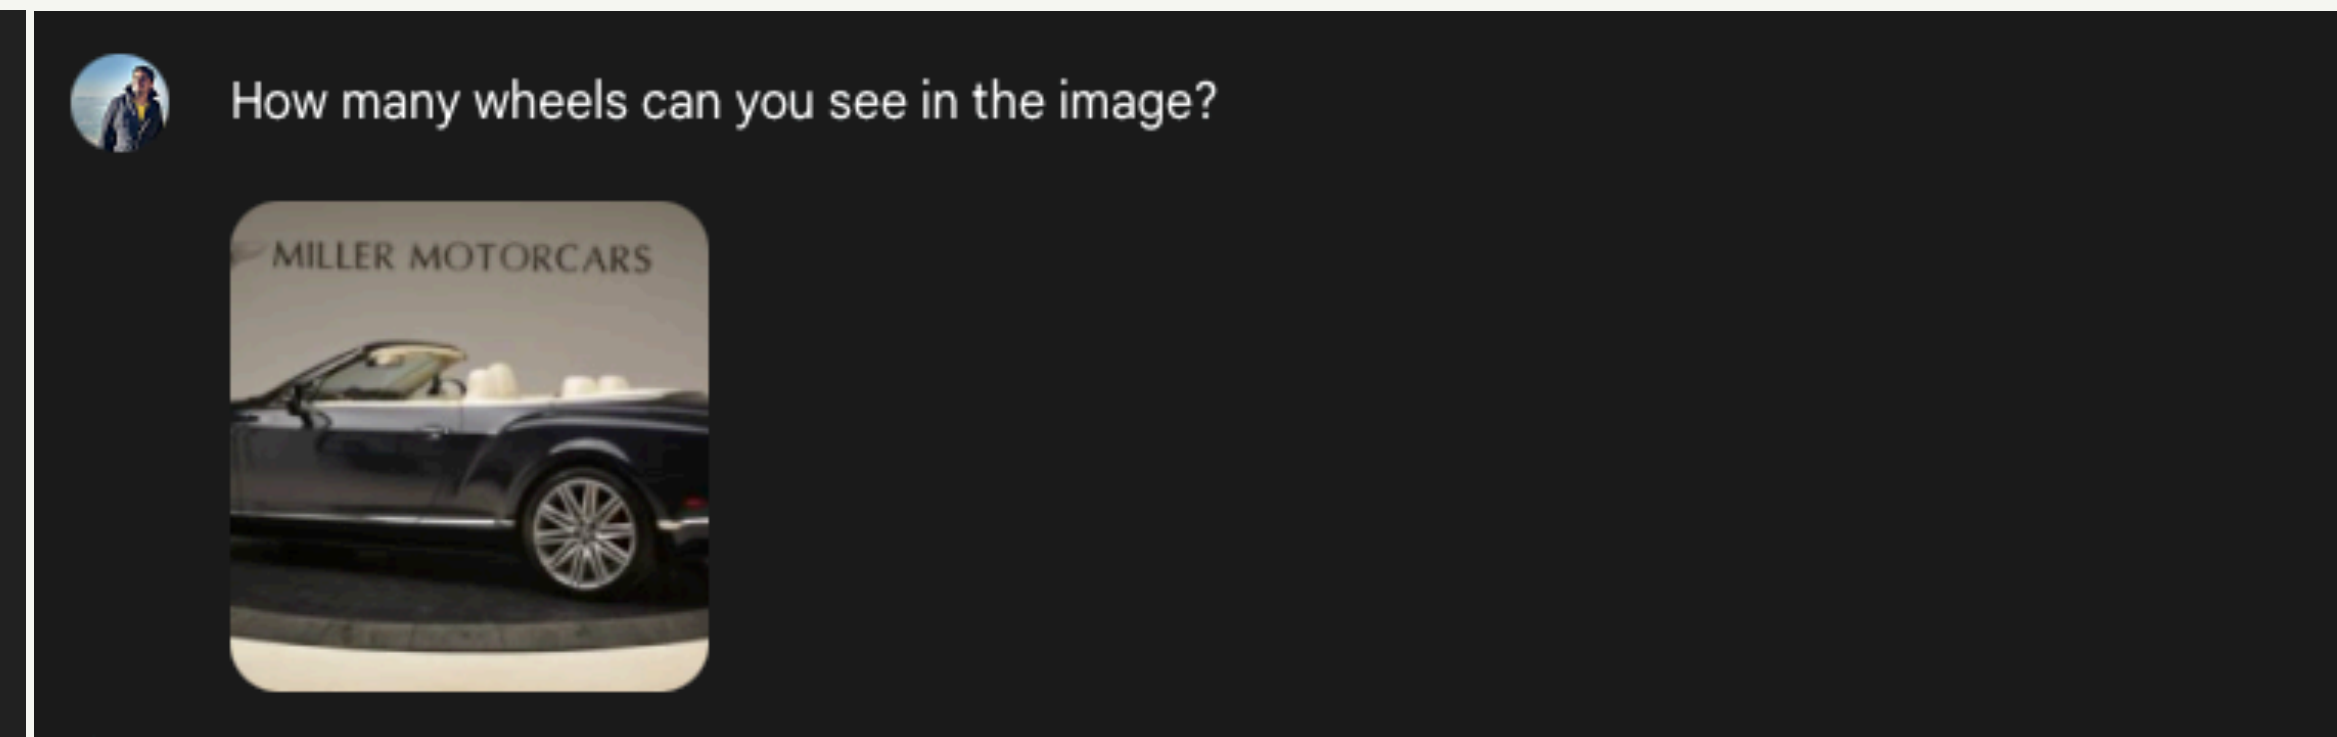 How many wheels can you see in the image?
MILLER MOTORCARS